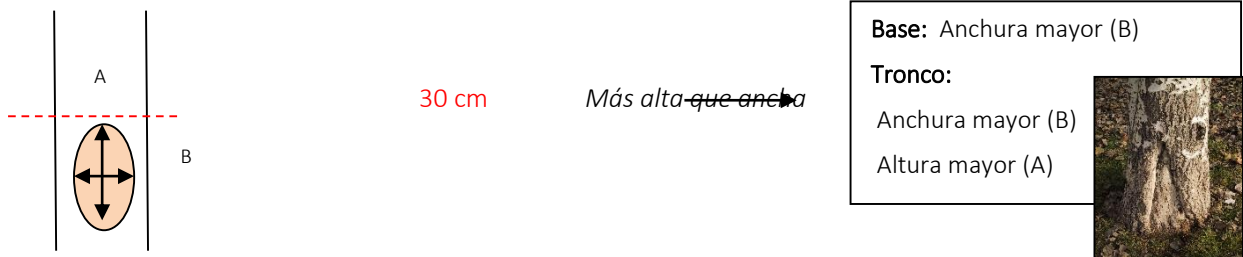 A
B
30 cm
Más alta que ancha
Base: Anchura mayor (B)
Tronco:
Anchura mayor (B)
Altura mayor (A)